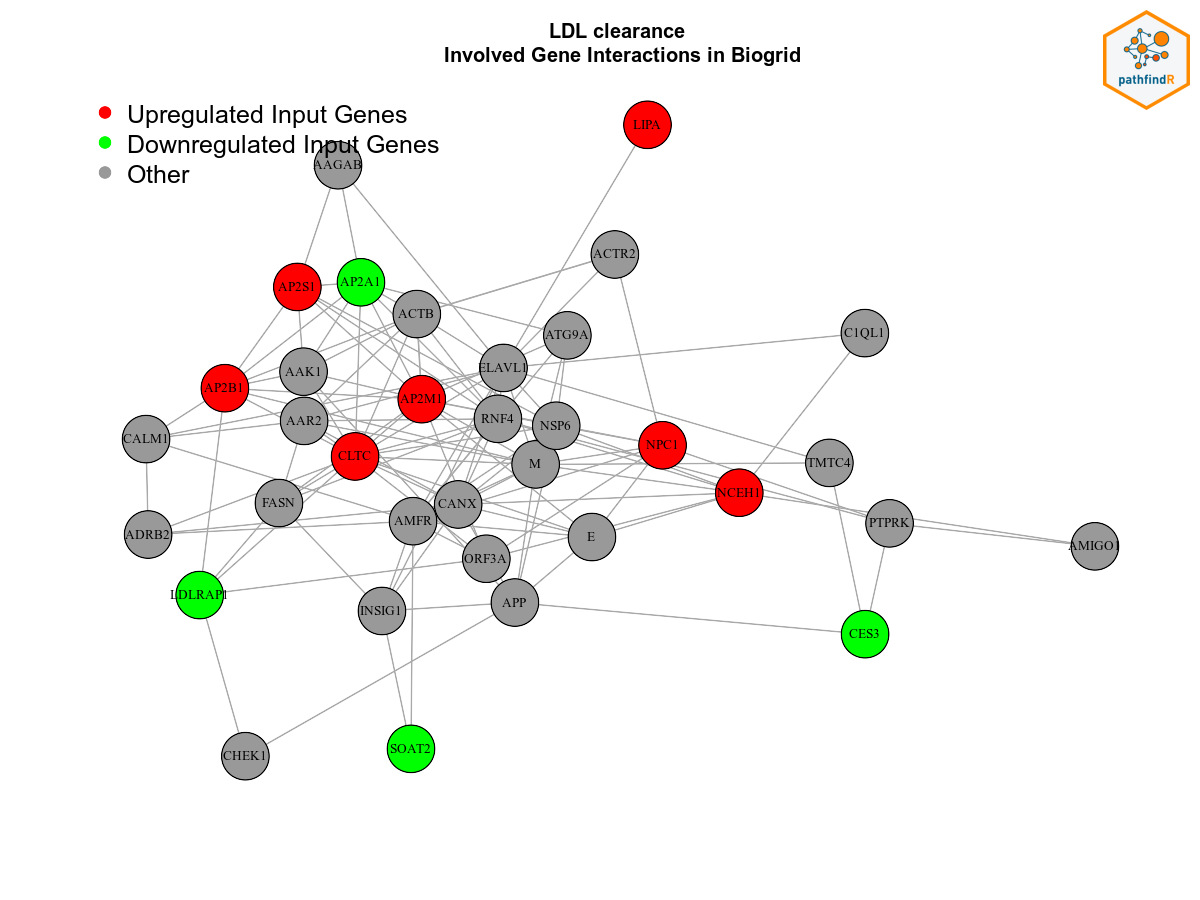 LDL clearance
Involved Gene Interactions in Biogrid
pathfindR
Upregulated Input Genes
Downregulated Input Genes
Other
LIPA
AAGAB
ACTR2
AP2S1
AP2A1
ACTB
ATG9A
C1QL1
ELAVL1
AAK1
AP2B1
AP2M1
AAR2
RNF4
NSP6
CALM1
NPC1
CLTC
M
TMTC4
NCEH1
FASN
CANX
AMFR
PTPRK
ADRB2
E
AMIGO1
ORF3A
LDLRAP1
APP
INSIG1
CES3
SOAT2
CHEK1